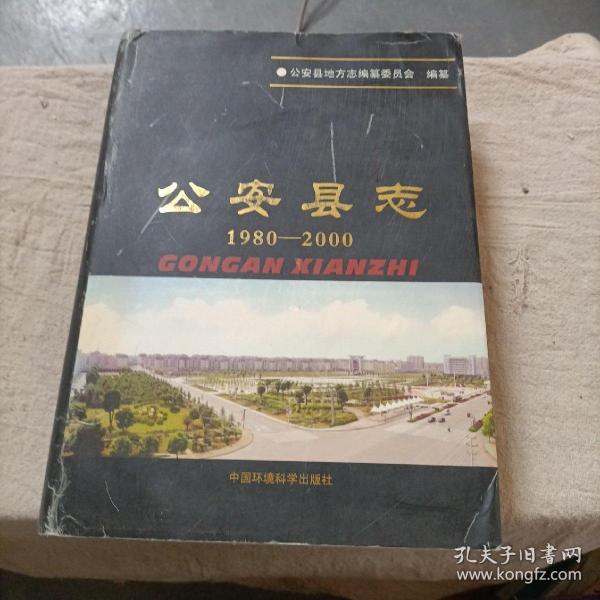 公安县地方志编纂委员会 编纂
公安县志
1980—2000
GONGAN XIANZHI
中国环境科学出版社
孔夫子旧书网
www.kongfz.com